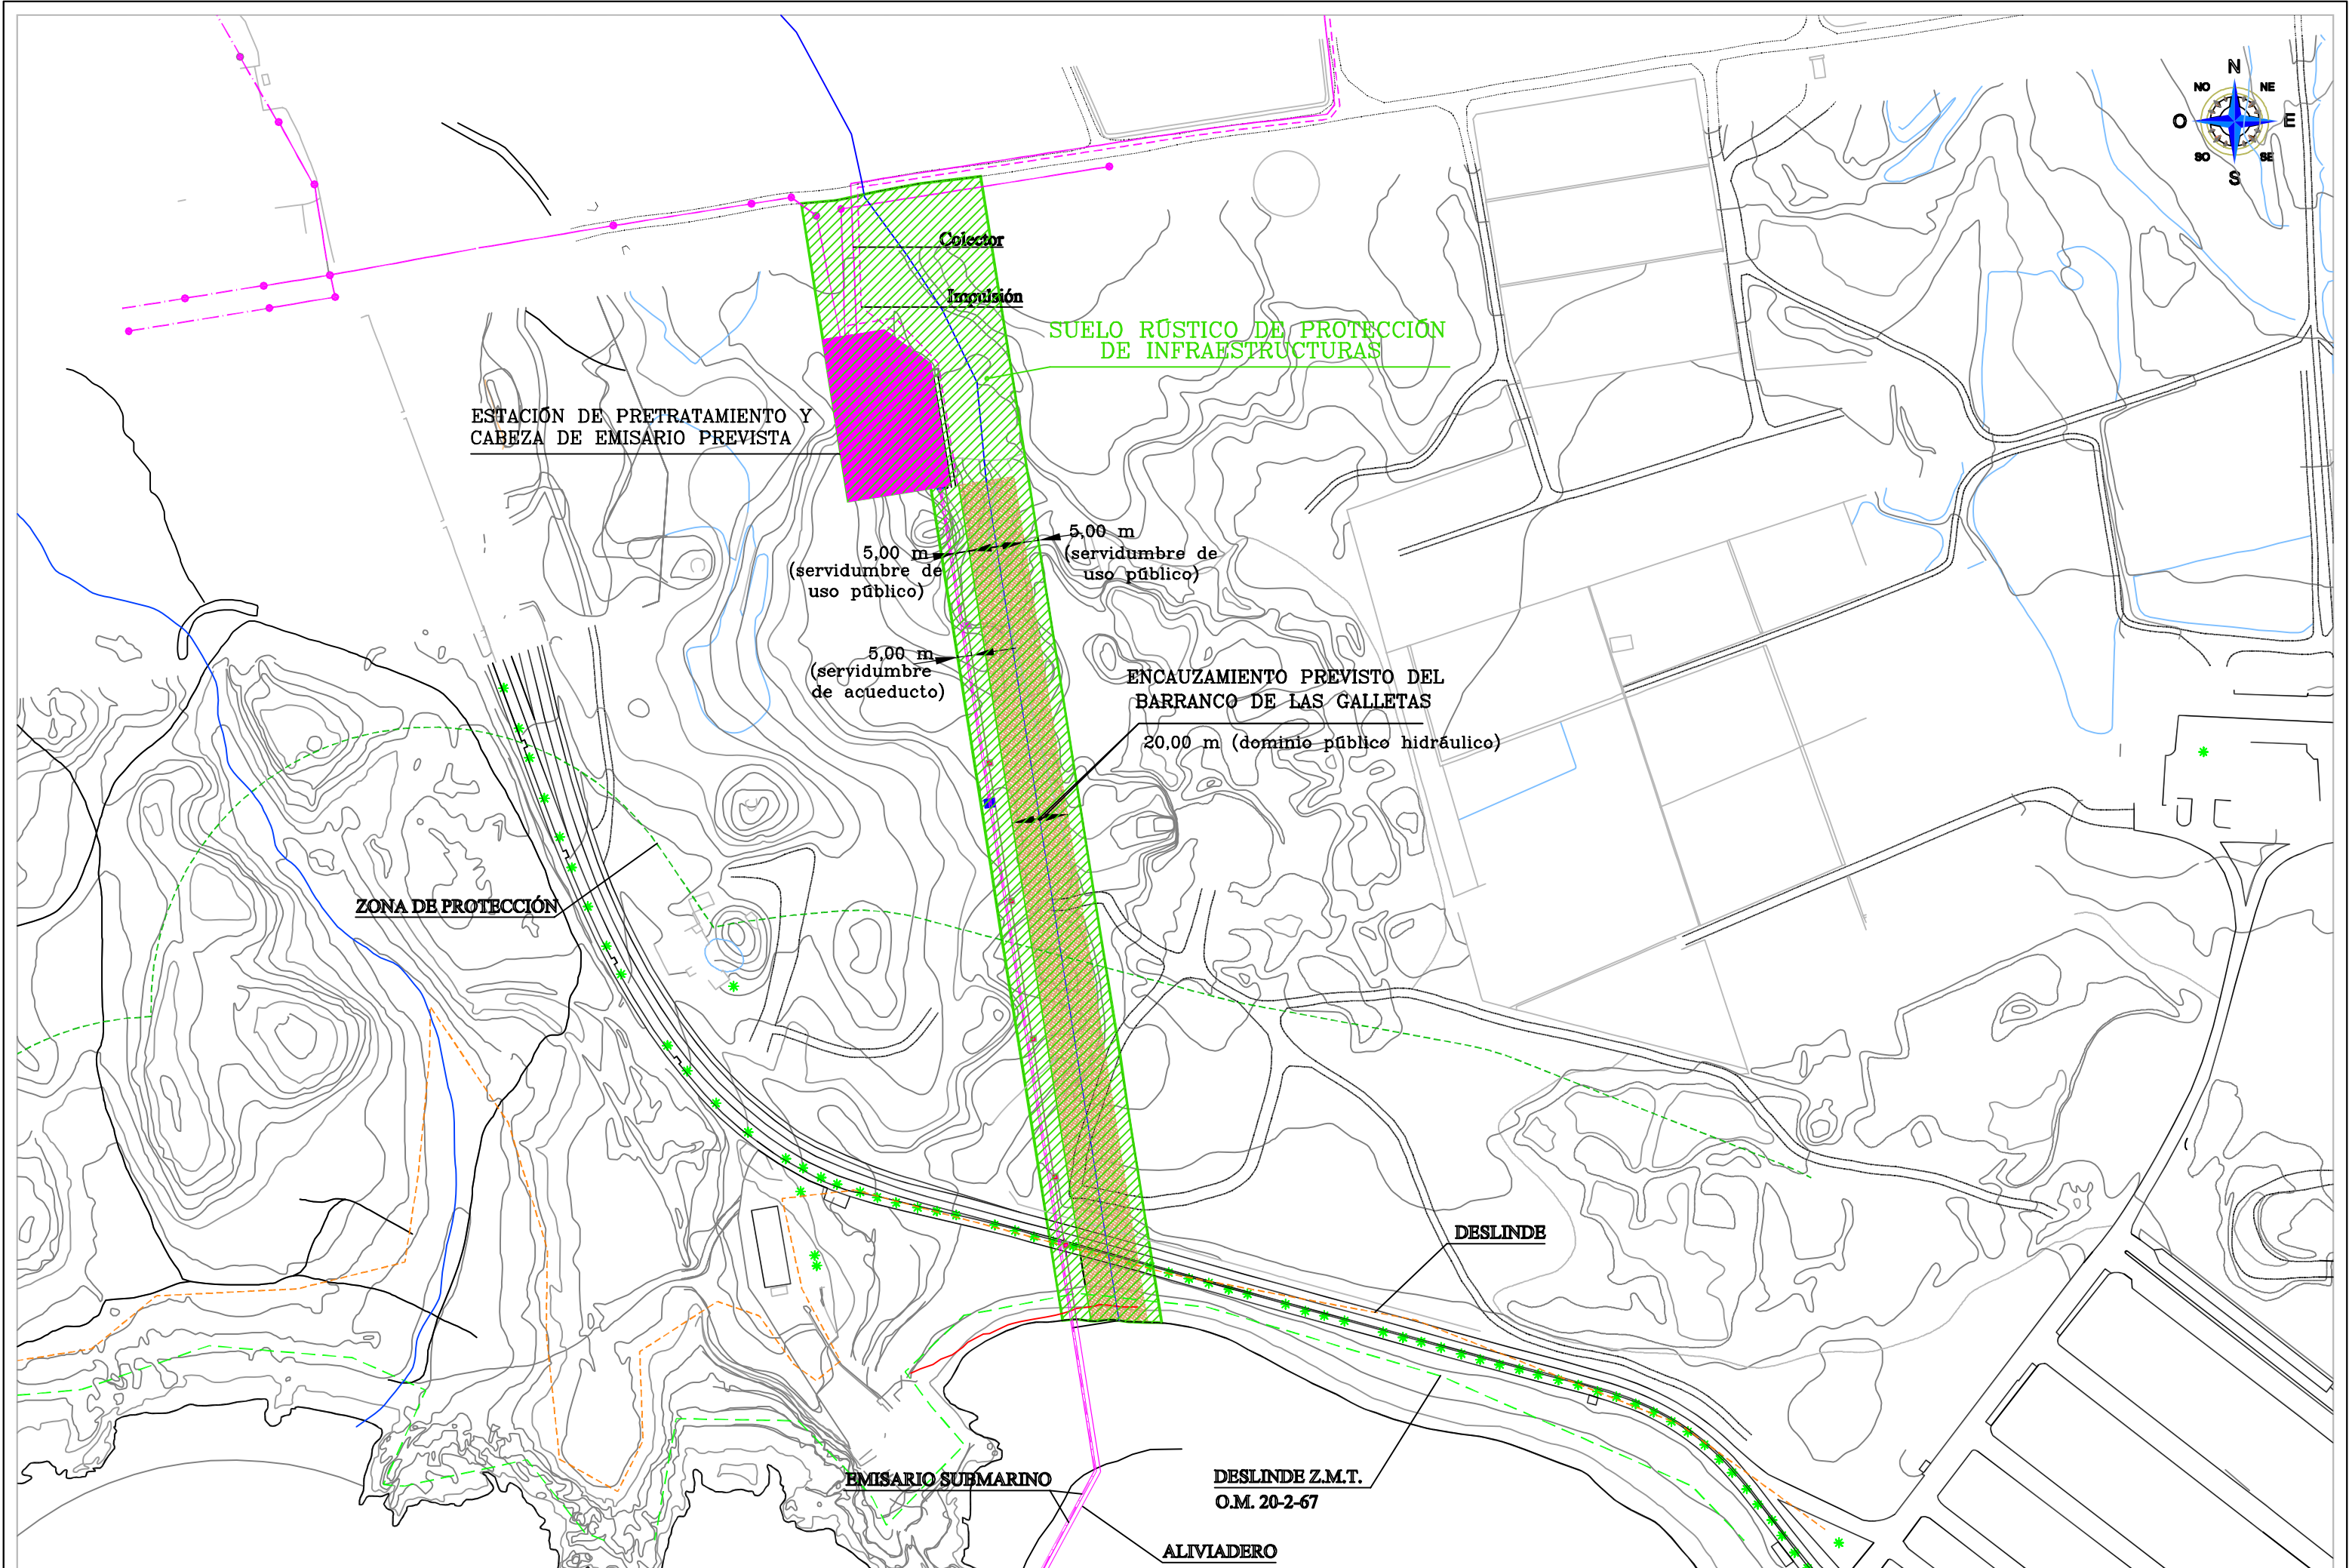 N
NO
NE
O
E
SO
SE
S
Colector
Impulsión
SUELO RÚSTICO DE PROTECCIÓN
DE INFRAESTRUCTURAS
ESTACIÓN DE PRETRATAMIENTO Y
CABEZA DE EMISARIO PREVISTA
5,00 m
(servidumbre de
uso público)
5,00 m
(servidumbre de
uso público)
5,00 m
(servidumbre
de acueducto)
ENCAUZAMIENTO PREVISTO DEL
BARRANCO DE LAS GALLETAS
20,00 m (dominio público hidráulico)
ZONA DE PROTECCIÓN
DESLINDE
EMISARIO SUBMARINO
DESLINDE Z.M.T.
O.M. 20-2-67
ALIVIADERO